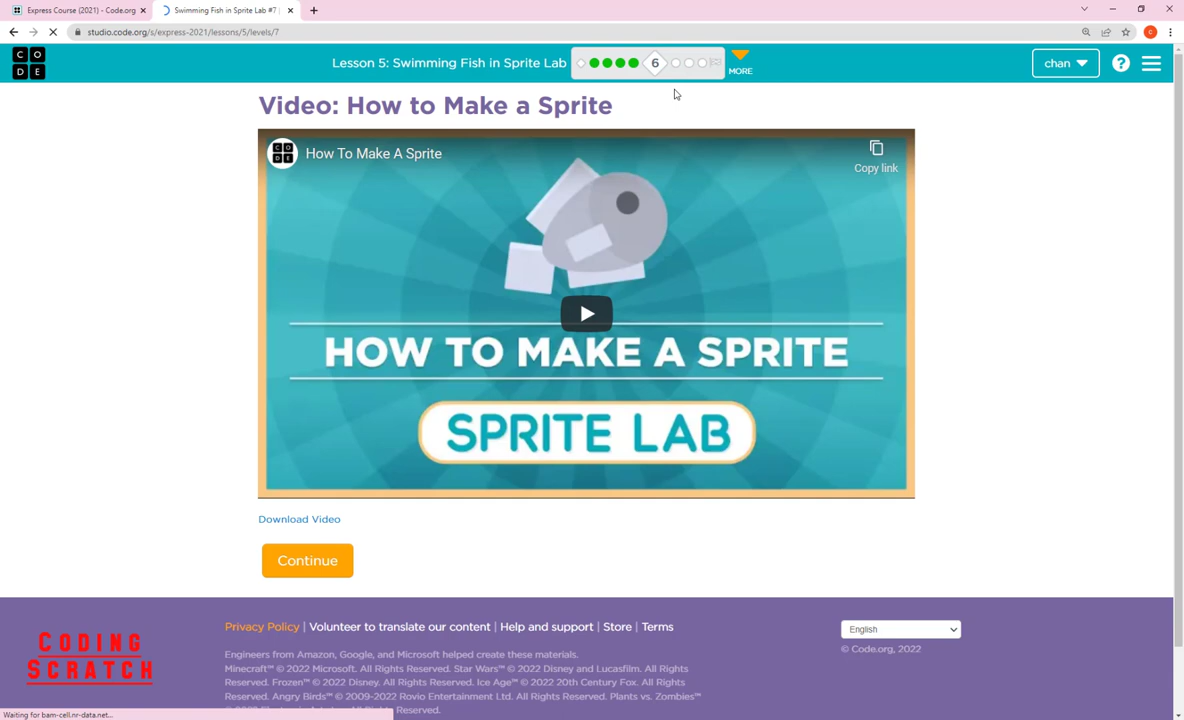 Express Course (2021) - Code.org
Swimming Fish in Sprite Lab #7
studio.code.org/s/express-2021/lessons/5/levels/7
C
CO
DE
Lesson 5: Swimming Fish in Sprite Lab
6
MORE
chan
?
Video: How to Make a Sprite
CO
DE
How To Make A Sprite
Copy link
HOW TO MAKE A SPRITE
SPRITE LAB
Download Video
Continue
CODING
SCRATCH
Privacy Policy | Volunteer to translate our content | Help and support | Store | Terms
English
Engineers from Amazon, Google, and Microsoft helped create these materials.
© Code.org, 2022
Minecraft™ © 2022 Microsoft. All Rights Reserved. Star Wars™ © 2022 Disney and Lucasfilm. All Rights
Reserved. Frozen™ © 2022 Disney. All Rights Reserved. Ice Age™ © 2022 20th Century Fox. All Rights
Reserved. Angry Birds™ © 2009-2022 Rovio Entertainment Ltd. All Rights Reserved. Plants vs. Zombies™
Rights Reserved.
Waiting for bam-cell.nr-data.net...